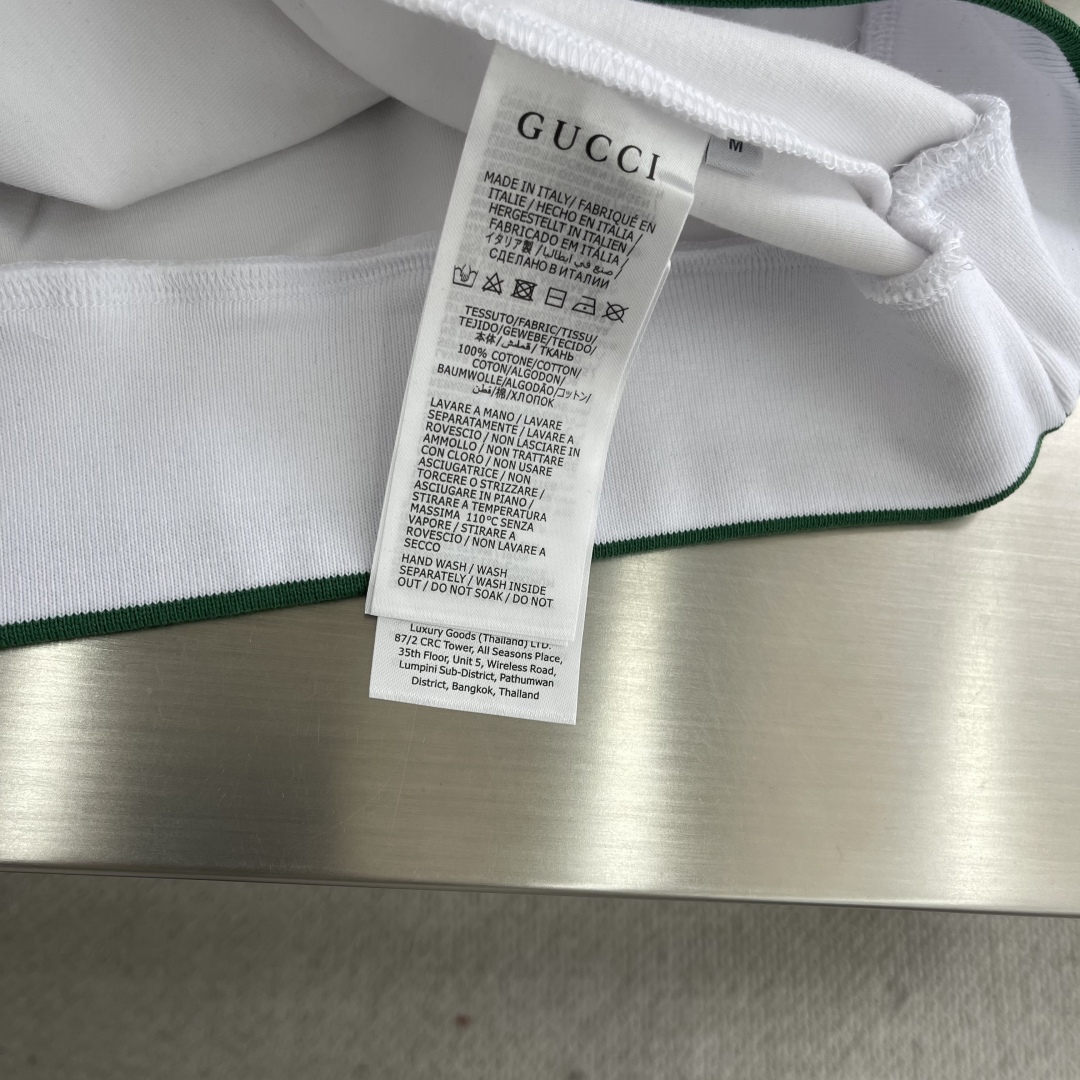 GUCCI
M
MADE IN ITALY/ FABRIQUÉ EN
ITALIE / HECHO EN ITALIA /
HERGESTELLT IN ITALIEN /
FABRICADO EM ITALIA /
イタリア製 / صنع في ايطاليا /
СДЕЛАНО В ИТАЛИИ
TESSUTO/FABRIC/TISSU/
TEJIDO/GEWEBE/TECIDO/
本体/قطعش/ ТКАНЬ
100% COTONE/COTTON/
COTON/ALGODON/
BAUMWOLLE/ALGODÃO/コットン/
قطن/棉/ХЛОПОК
LAVARE A MANO / LAVARE
SEPARATAMENTE / LAVARE A
ROVESCIO / NON LASCIARE IN
AMMOLLO / NON TRATTARE
CON CLORO / NON USARE
ASCIUGATRICE / NON
TORCERE O STRIZZARE /
ASCIUGARE IN PIANO /
STIRARE A TEMPERATURA
MASSIMA 110°C SENZA
VAPORE / STIRARE A
ROVESCIO / NON LAVARE A
SECCO
HAND WASH / WASH
SEPARATELY / WASH INSIDE
OUT / DO NOT SOAK / DO NOT
Luxury Goods (Thailand) LTD.
87/2 CRC Tower, All Seasons Place,
35th Floor, Unit 5, Wireless Road,
Lumpini Sub-District, Pathumwan
District, Bangkok, Thailand